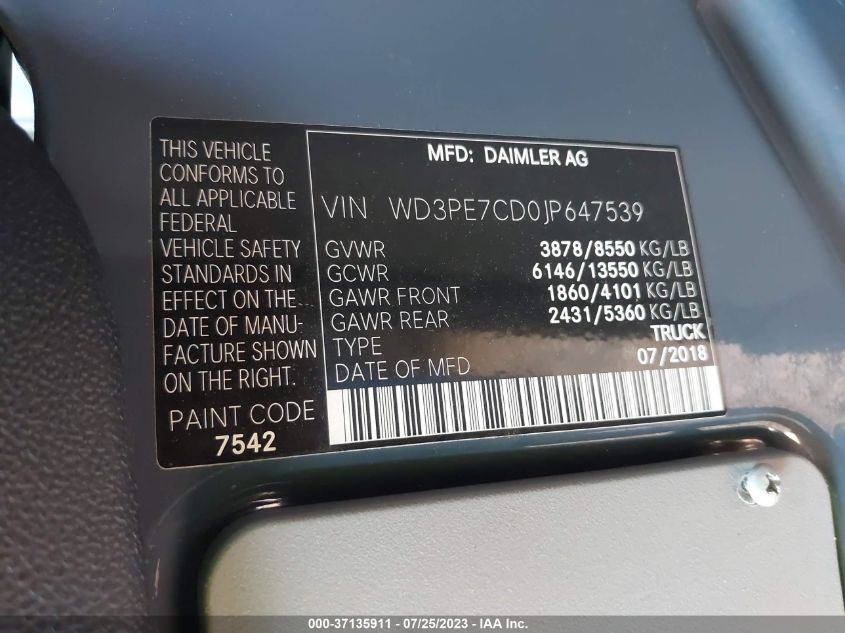 THIS VEHICLE
CONFORMS TO
ALL APPLICABLE
FEDERAL
VEHICLE SAFETY
STANDARDS IN
EFFECT ON THE
DATE OF MANU-
FACTURE SHOWN
ON THE RIGHT.
PAINT CODE
7542
MFD: DAIMLER AG
VIN WD3PE7CD0JP647539
GVWR 3878/8550 KG/LB
GCWR 6146/13550 KG/LB
GAWR FRONT 1860/4101 KG/LB
GAWR REAR 2431/5360 KG/LB
TYPE TRUCK
DATE OF MFD 07/2018
000-37135911 - 07/25/2023 - IAA Inc.